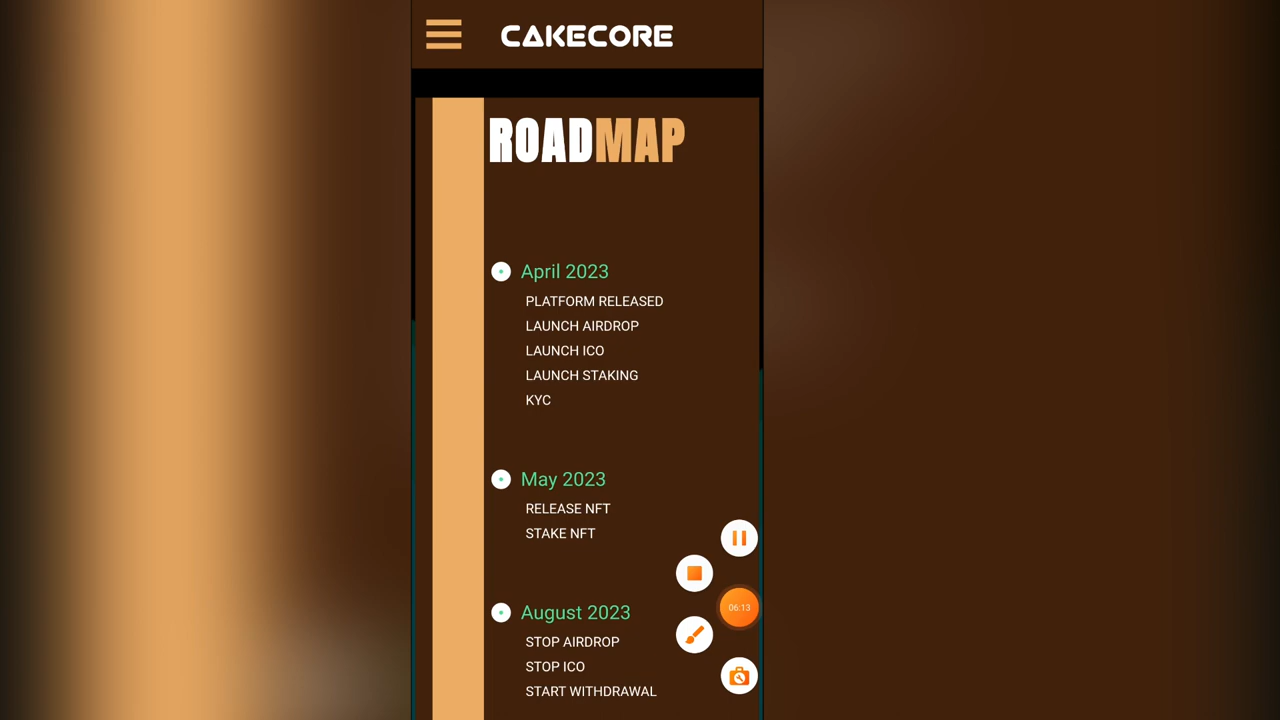 CAKECORE
ROADMAP
April 2023
PLATFORM RELEASED
LAUNCH AIRDROP
LAUNCH ICO
LAUNCH STAKING
KYC
May 2023
RELEASE NFT
STAKE NFT
06:13
August 2023
STOP AIRDROP
STOP ICO
START WITHDRAWAL